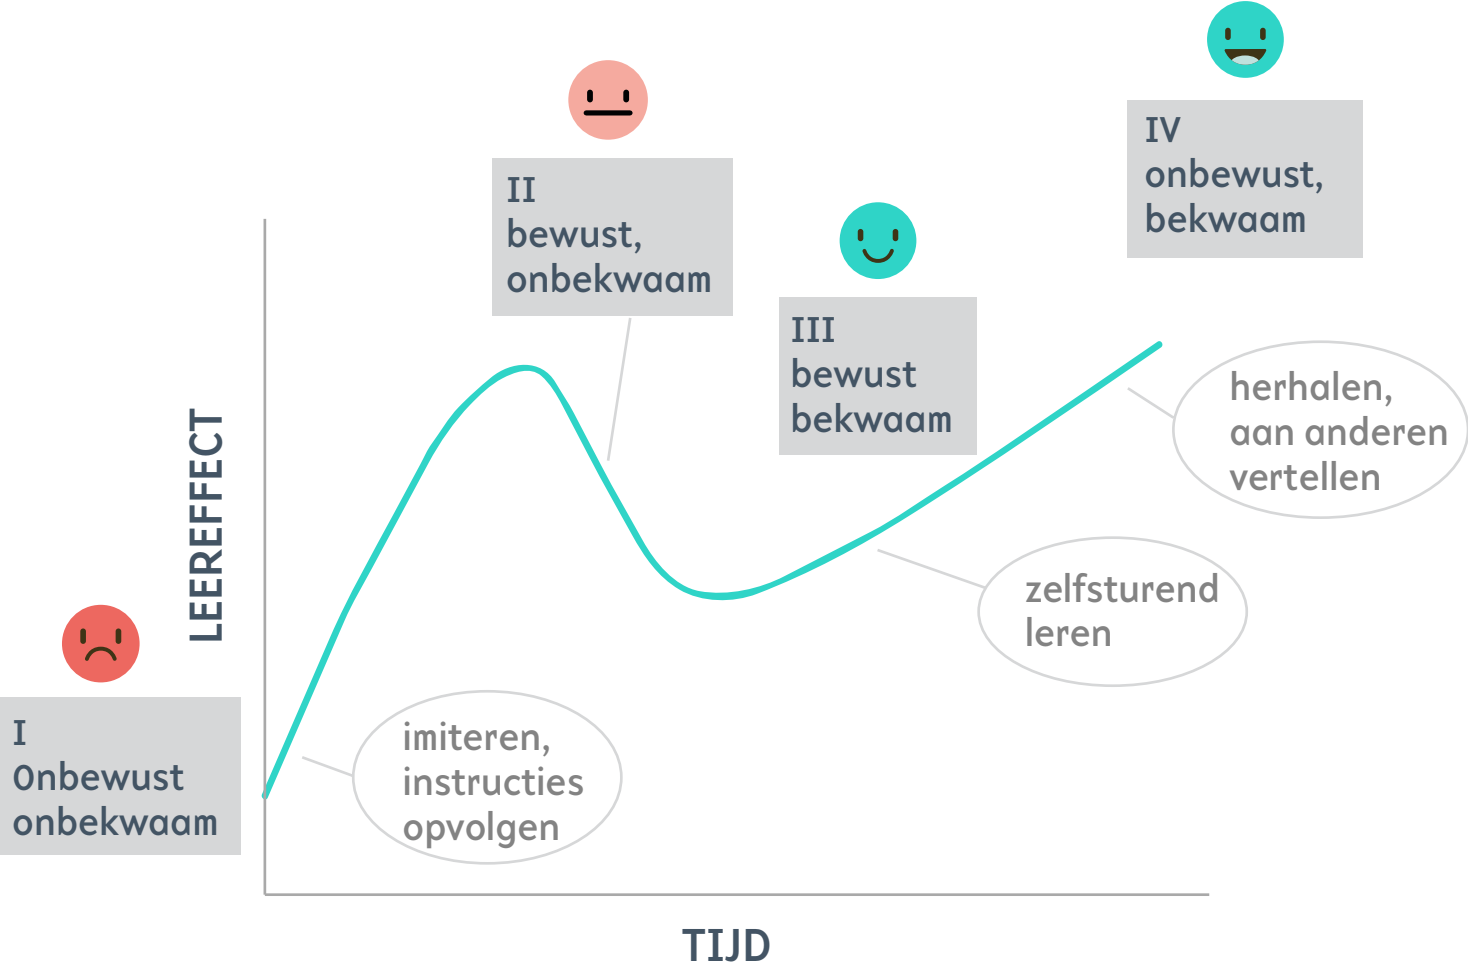 IV
onbewust,
bekwaam
II
bewust,
onbekwaam
III
bewust
bekwaam
herhalen,
aan anderen
vertellen
LEEREFFECT
zelfsturend
leren
I
Onbewust
onbekwaam
imiteren,
instructies
opvolgen
TIJD